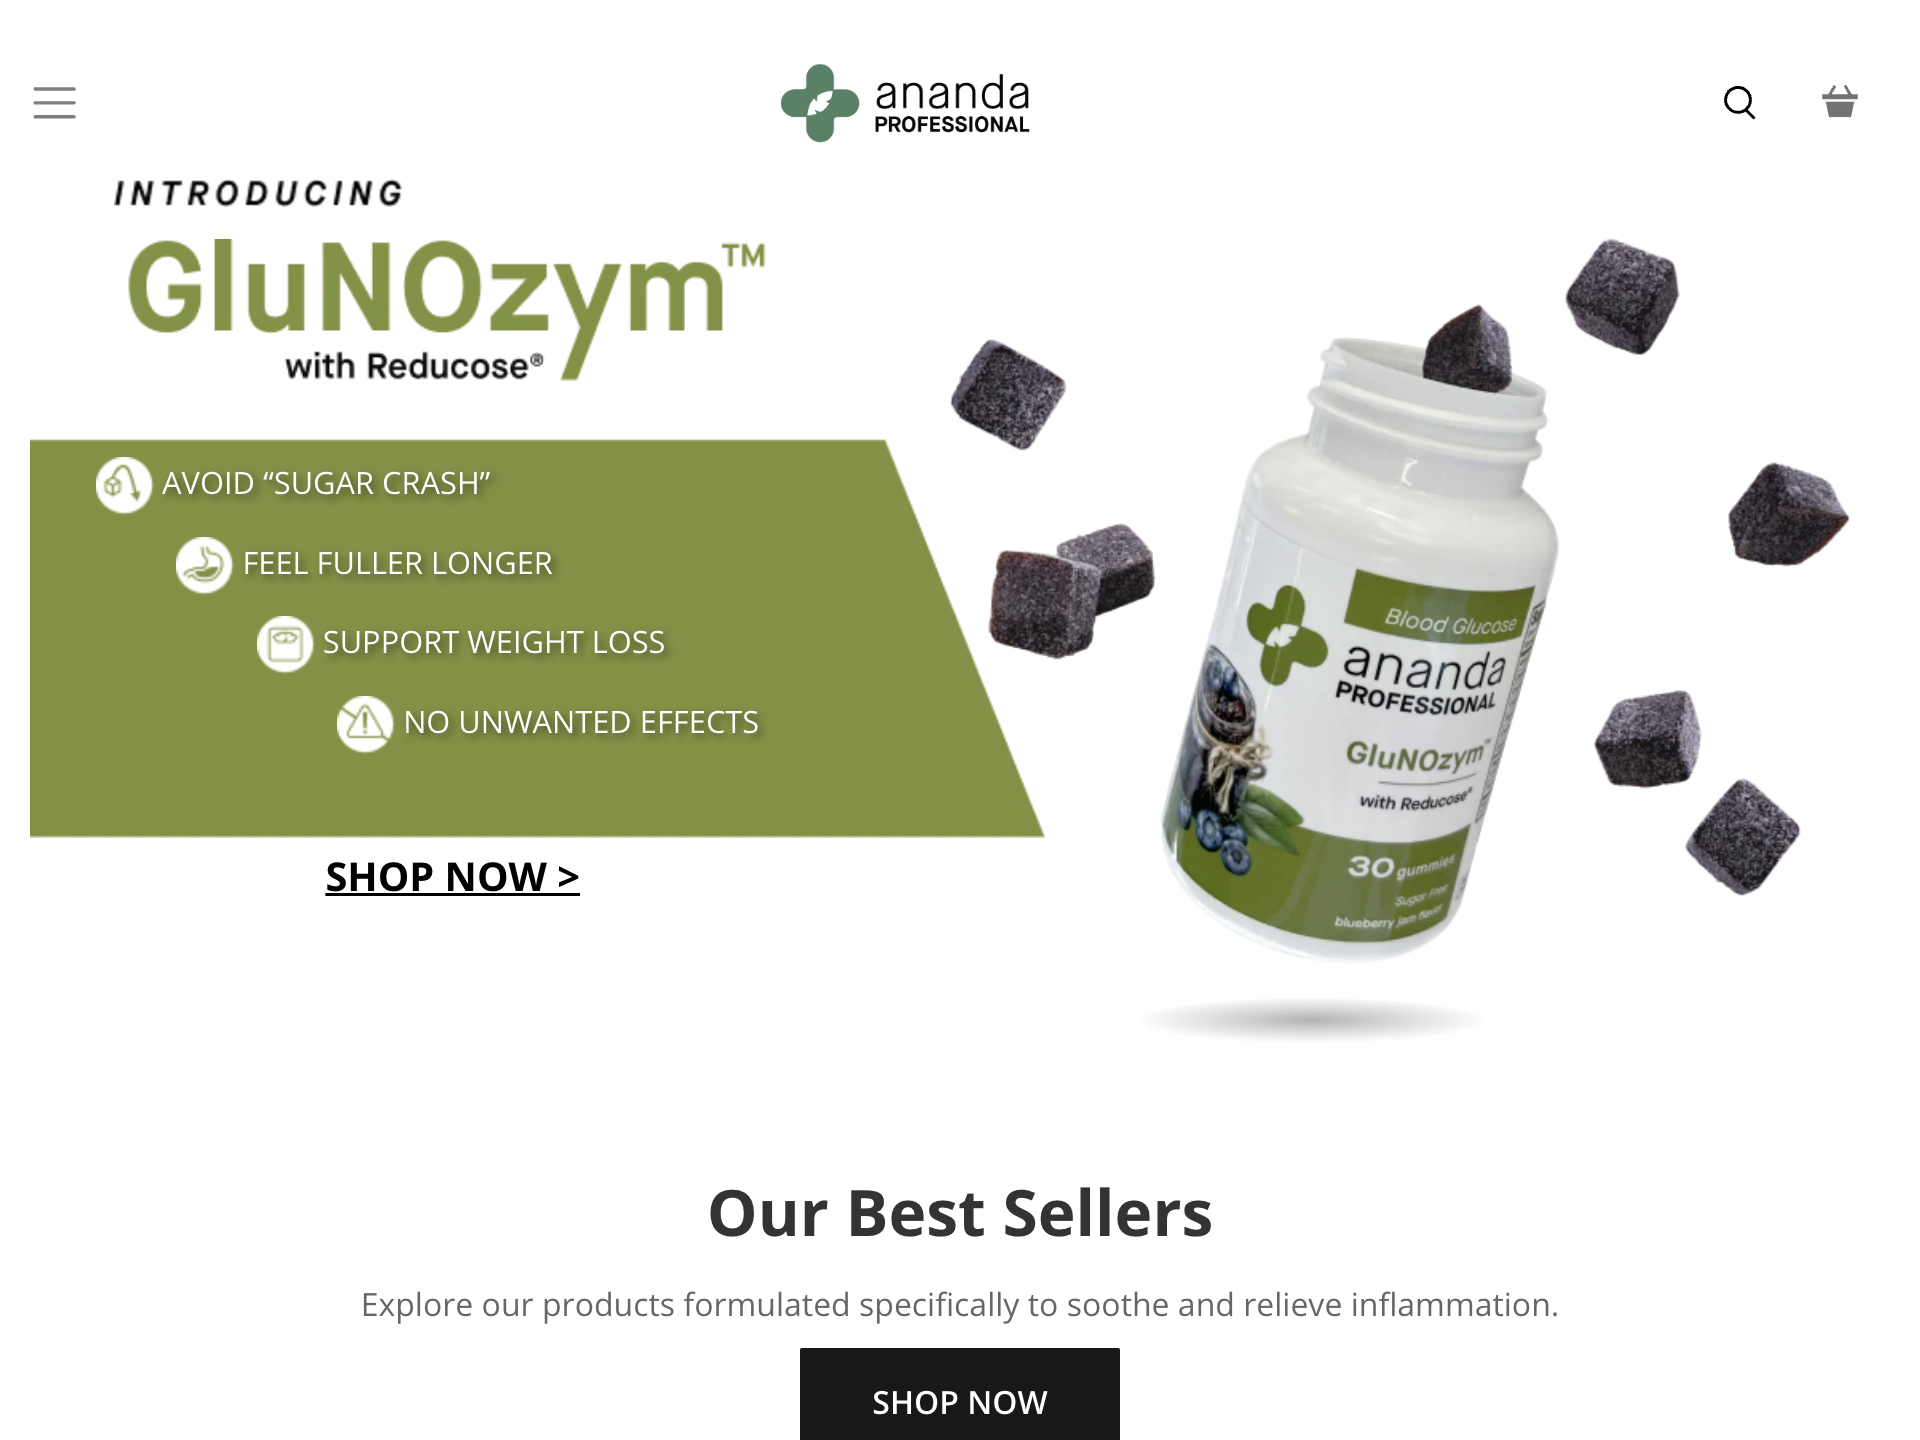 ananda
PROFESSIONAL
INTRODUCING
GluNOzym™
with Reducose®
AVOID “SUGAR CRASH”
FEEL FULLER LONGER
SUPPORT WEIGHT LOSS
NO UNWANTED EFFECTS
SHOP NOW >
Blood Glucose
ananda
PROFESSIONAL
GluNOzym™
with Reducose®
30 gummies
Sugar Free
blueberry jam flavor
Our Best Sellers
Explore our products formulated specifically to soothe and relieve inflammation.
SHOP NOW